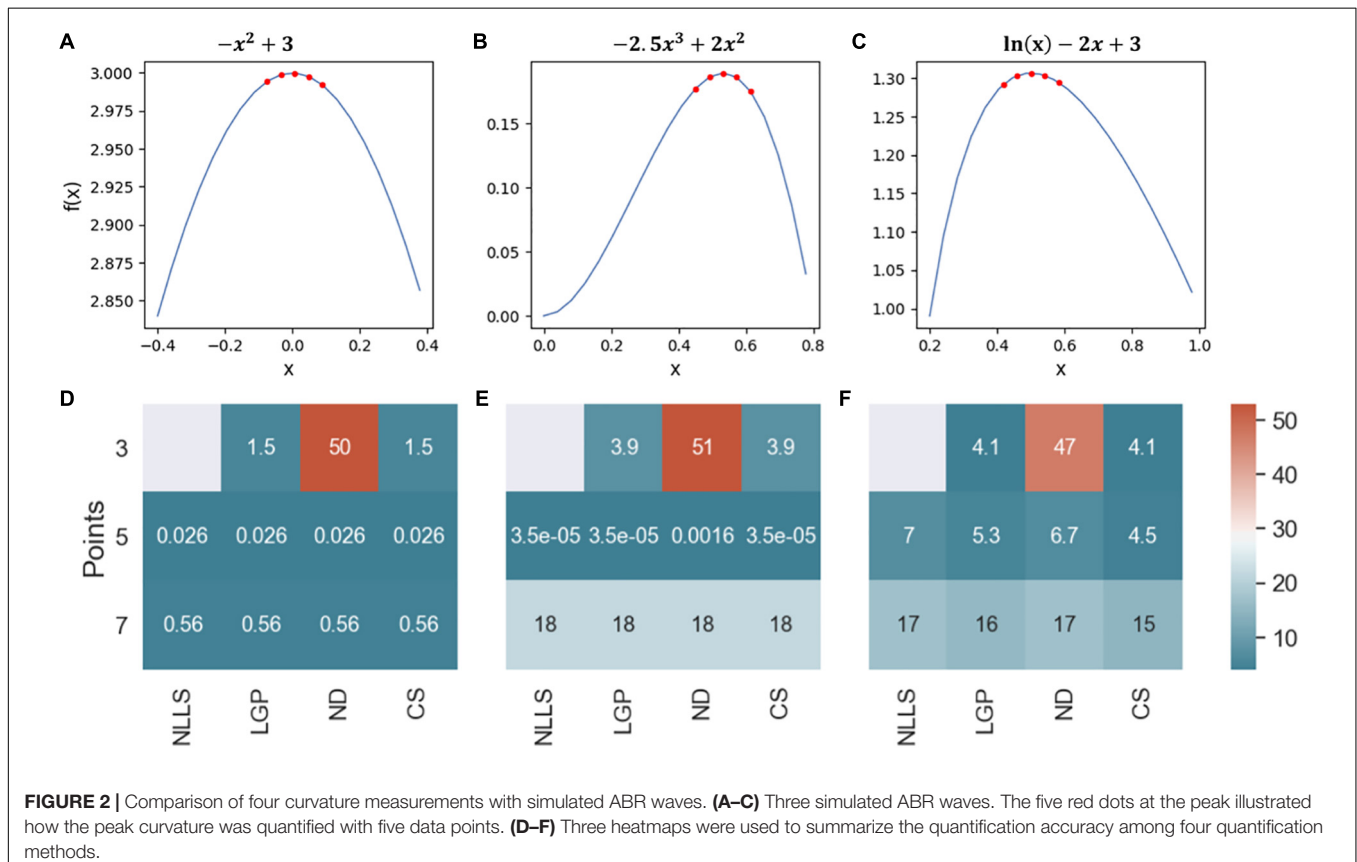 A
−x² + 3
B
−2.5x³ + 2x²
C
ln(x) − 2x + 3
3.000
2.975
2.950
2.925
2.900
2.875
2.850
f(x)
−0.4 −0.2 0.0 0.2 0.4
x
0.15
0.10
0.05
0.00
0.0 0.2 0.4 0.6 0.8
x
1.30
1.25
1.20
1.15
1.10
1.05
1.00
0.2 0.4 0.6 0.8 1.0
x
D
Points
3 1.5 50 1.5
5 0.026 0.026 0.026 0.026
7 0.56 0.56 0.56 0.56
NLLS LGP ND CS
E
3.9 51 3.9
3.5e-05 3.5e-05 0.0016 3.5e-05
18 18 18 18
NLLS LGP ND CS
F
4.1 47 4.1
7 5.3 6.7 4.5
17 16 17 15
NLLS LGP ND CS
50
40
30
20
10
FIGURE 2 | Comparison of four curvature measurements with simulated ABR waves. (A–C) Three simulated ABR waves. The five red dots at the peak illustrated
how the peak curvature was quantified with five data points. (D–F) Three heatmaps were used to summarize the quantification accuracy among four quantification
methods.